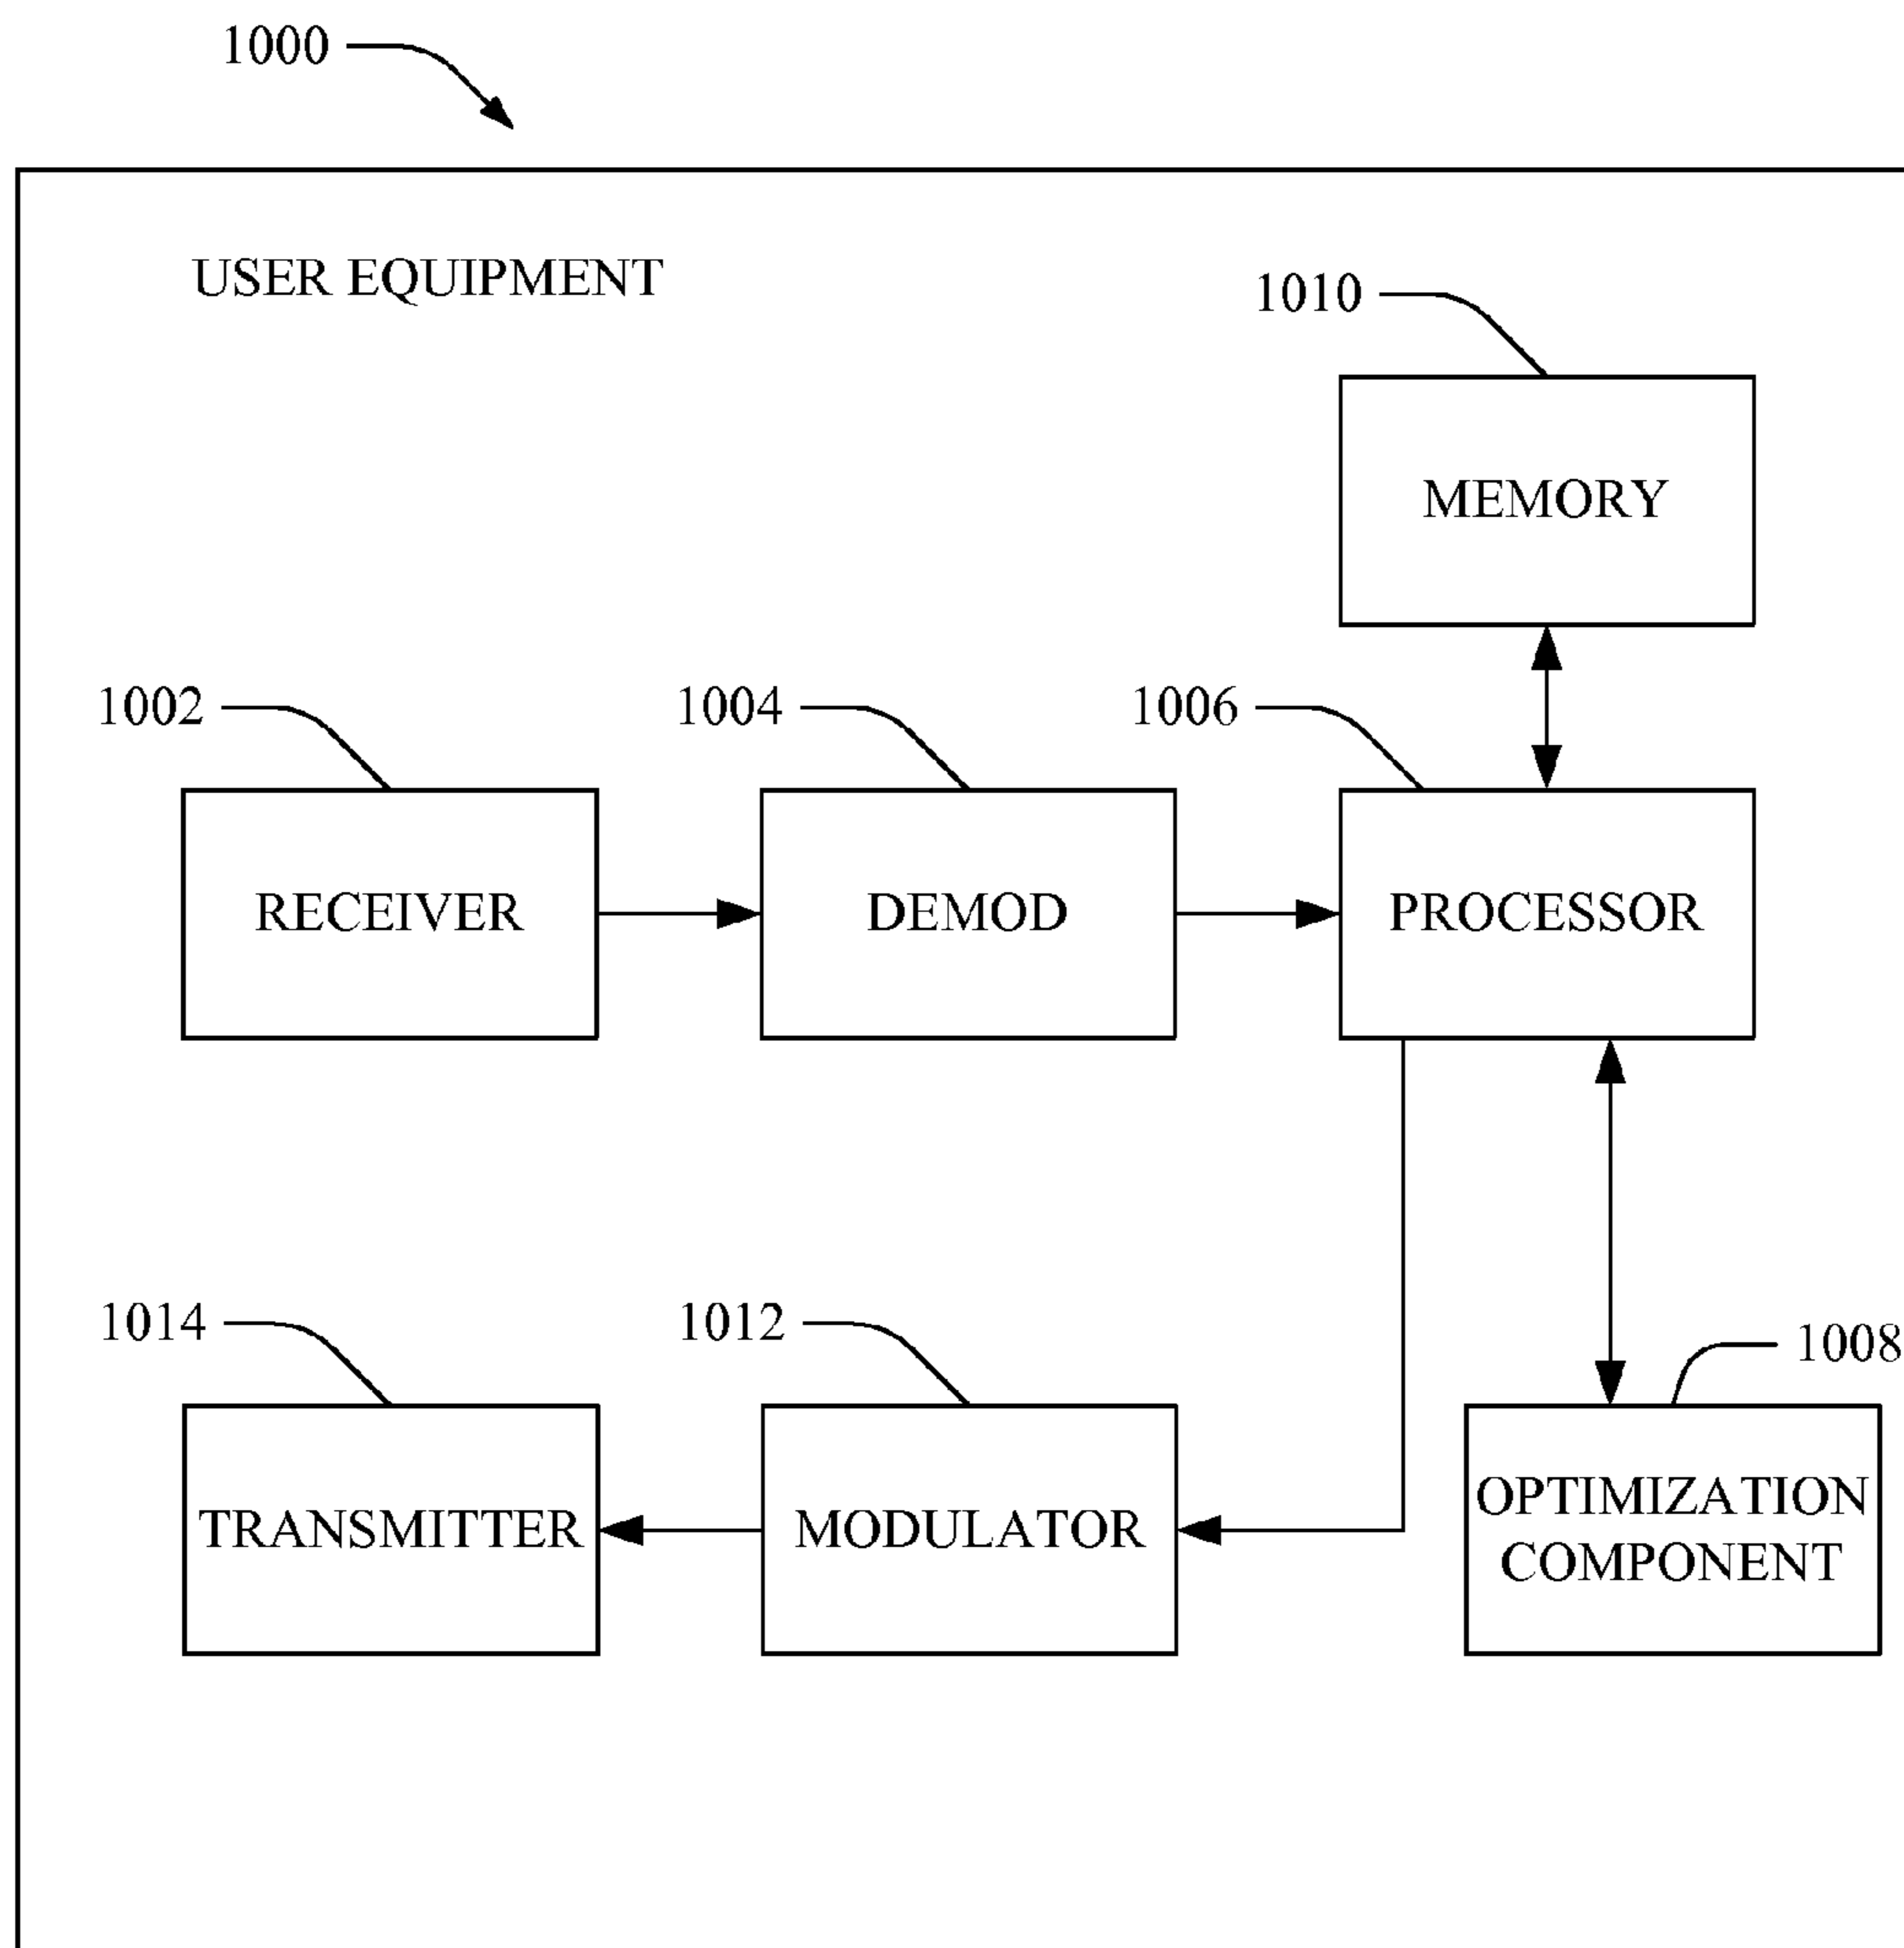 1000
USER EQUIPMENT
1010
MEMORY
1002
1004
1006
RECEIVER
DEMOD
PROCESSOR
1014
1012
1008
TRANSMITTER
MODULATOR
OPTIMIZATION
COMPONENT